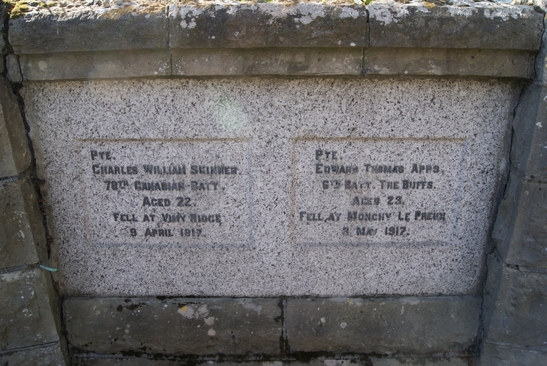 Pte.
Charles William Skinner.
78th Canadian Batt.
Aged 22.
Fell at Vimy Ridge
9 April 1917.
Pte.
Edward Thomas Apps.
6th Batt. The Buffs.
Aged 23.
Fell at Monchy Le Preux
3 May 1917.